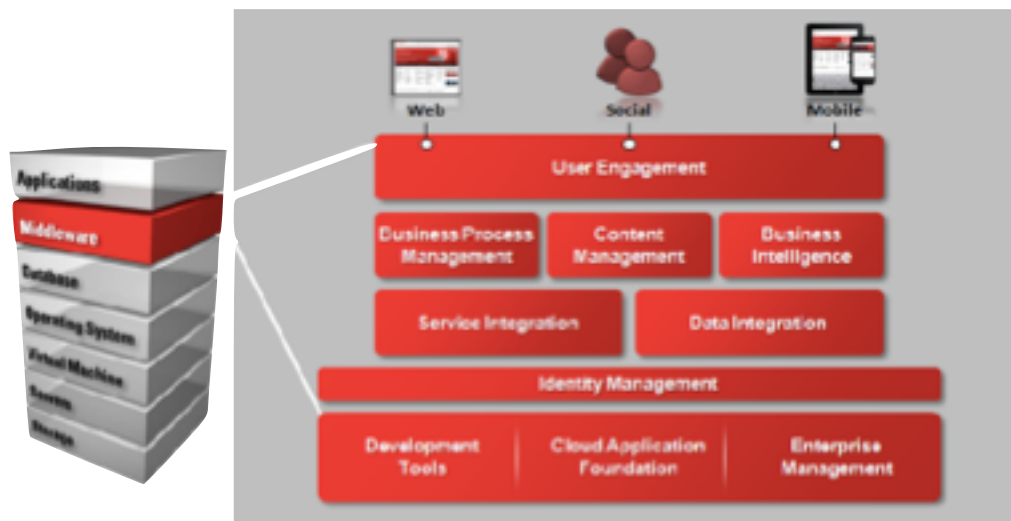 Web
Social
Mobile
User Engagement
Business Process
Management
Content
Management
Business
Intelligence
Service Integration
Data Integration
Identity Management
Development
Tools
Cloud Application
Foundation
Enterprise
Management
Applications
Middleware
Database
Operating System
Virtual Machine
Servers
Storage